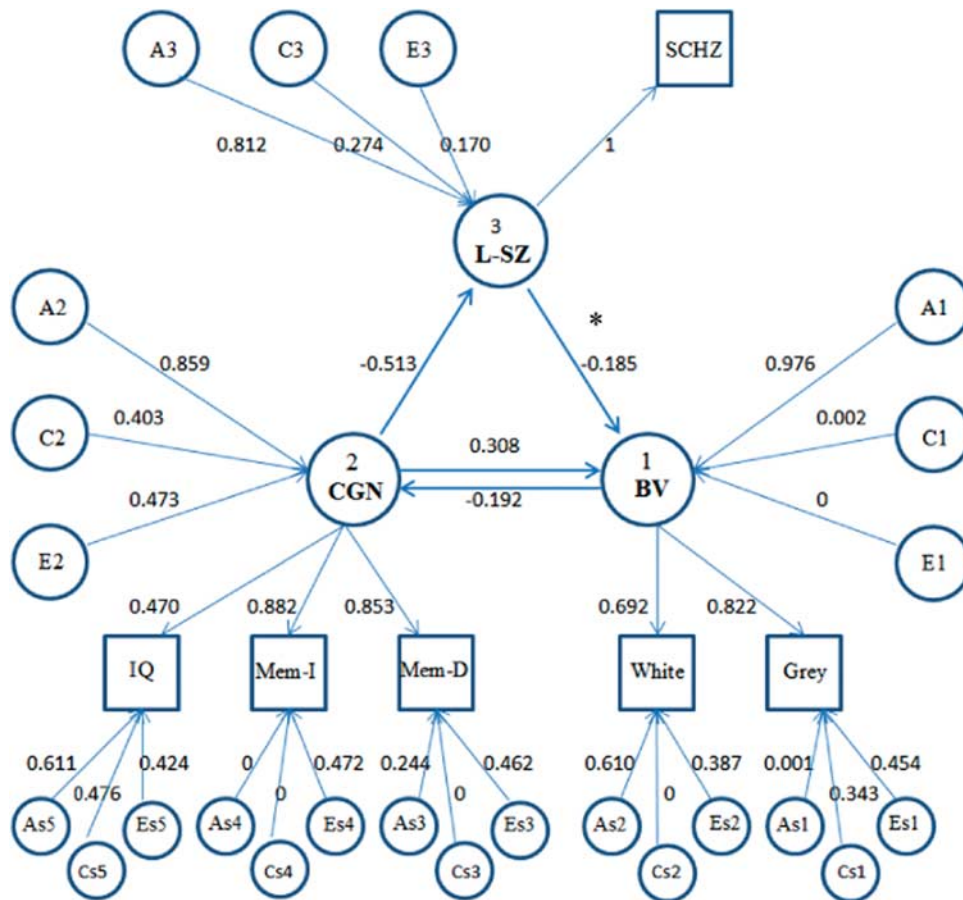 A3 C3 E3 SCHZ
0.812 0.274 0.170 1
3
L-SZ
*
A2 A1
0.859 -0.513 -0.185 0.976
C2 0.403 0.002 C1
0.308
2 1
CGN BV
0.473 -0.192 0
E2 E1
0.470 0.882 0.853 0.692 0.822
IQ Mem-I Mem-D White Grey
0.611 0.424 0 0.472 0.244 0.462 0.610 0.387 0.001 0.454
0.476 0 0 0 0.343
As5 Es5 As4 Es4 As3 Es3 As2 Es2 As1 Es1
Cs5 Cs4 Cs3 Cs2 Cs1